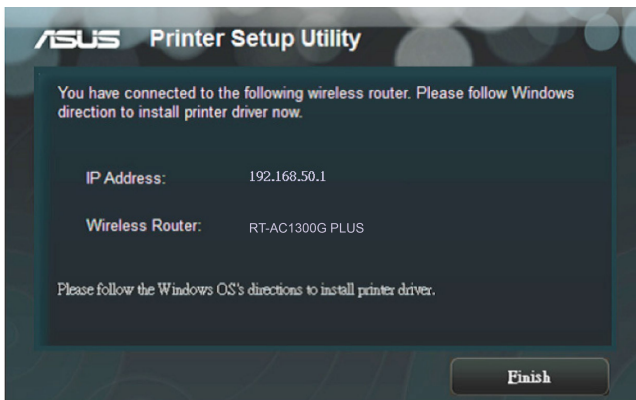 ASUS Printer Setup Utility
You have connected to the following wireless router. Please follow Windows
direction to install printer driver now.
IP Address: 192.168.50.1
Wireless Router: RT-AC1300G PLUS
Please follow the Windows OS's directions to install printer driver.
Finish